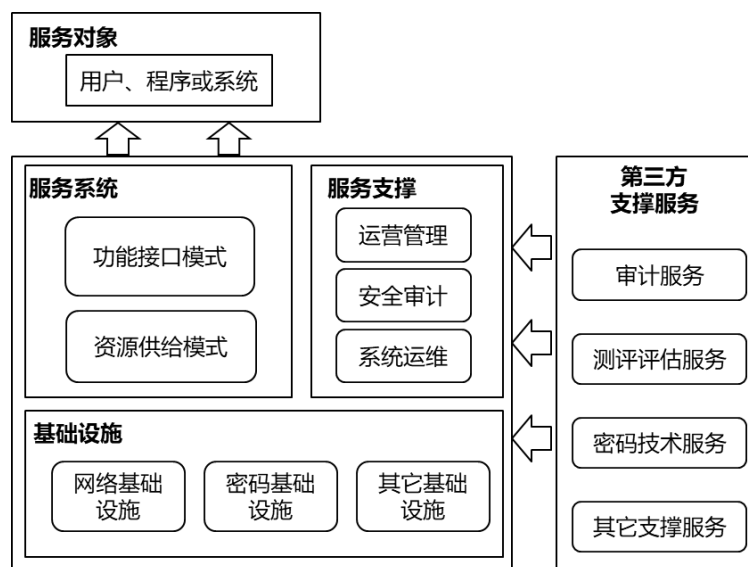 服务对象
用户、程序或系统
服务系统
功能接口模式
资源供给模式
服务支撑
运营管理
安全审计
系统运维
基础设施
网络基础
设施
密码基础
设施
其它基础
设施
第三方
支撑服务
审计服务
测评评估服务
密码技术服务
其它支撑服务